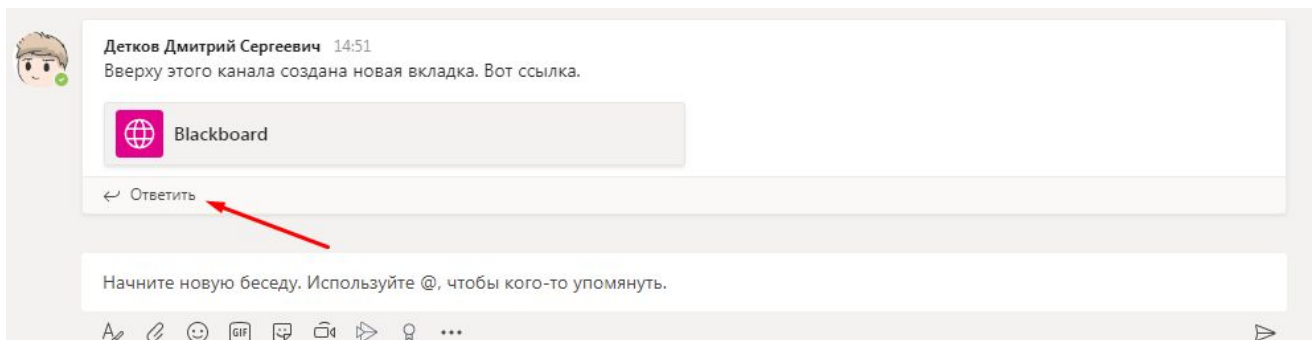 Детков Дмитрий Сергеевич 14:51
Вверху этого канала создана новая вкладка. Вот ссылка.
Blackboard
Ответить
Начните новую беседу. Используйте @, чтобы кого-то упомянуть.
GIF